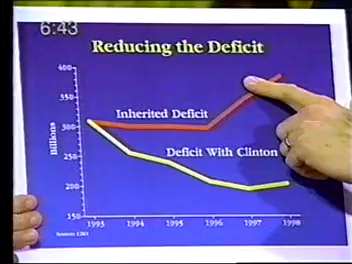 6:43
Reducing the Deficit
400
350
300
250
200
150
Billions
Inherited Deficit
Deficit With Clinton
1993 1994 1995 1996 1997 1998
Source: CBO